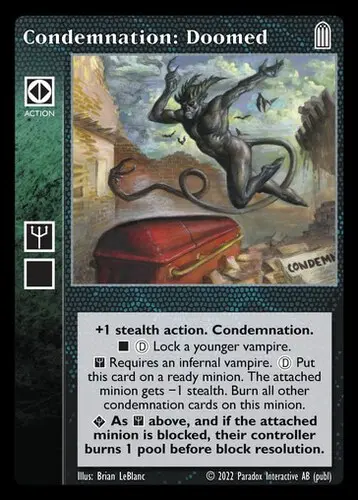 Condemnation: Doomed
ACTION
CONDEMN
+1 stealth action. Condemnation.
Ⓓ Lock a younger vampire.
Requires an infernal vampire. Ⓓ Put
this card on a ready minion. The attached
minion gets −1 stealth. Burn all
other condemnation cards on this minion.
As above, and if the attached
minion is blocked, their controller
burns 1 pool before block resolution.
Illus: Brian LeBlanc © 2022 Paradox Interactive AB (publ)